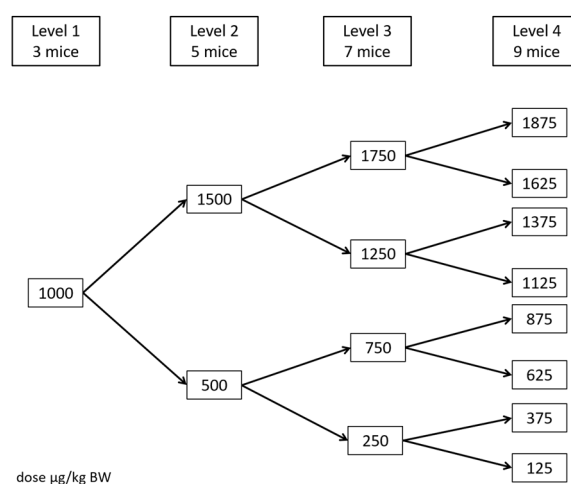 Level 1
3 mice
Level 2
5 mice
Level 3
7 mice
Level 4
9 mice
1875
1750
1625
1500
1375
1250
1125
1000
875
750
625
500
375
250
125
dose µg/kg BW